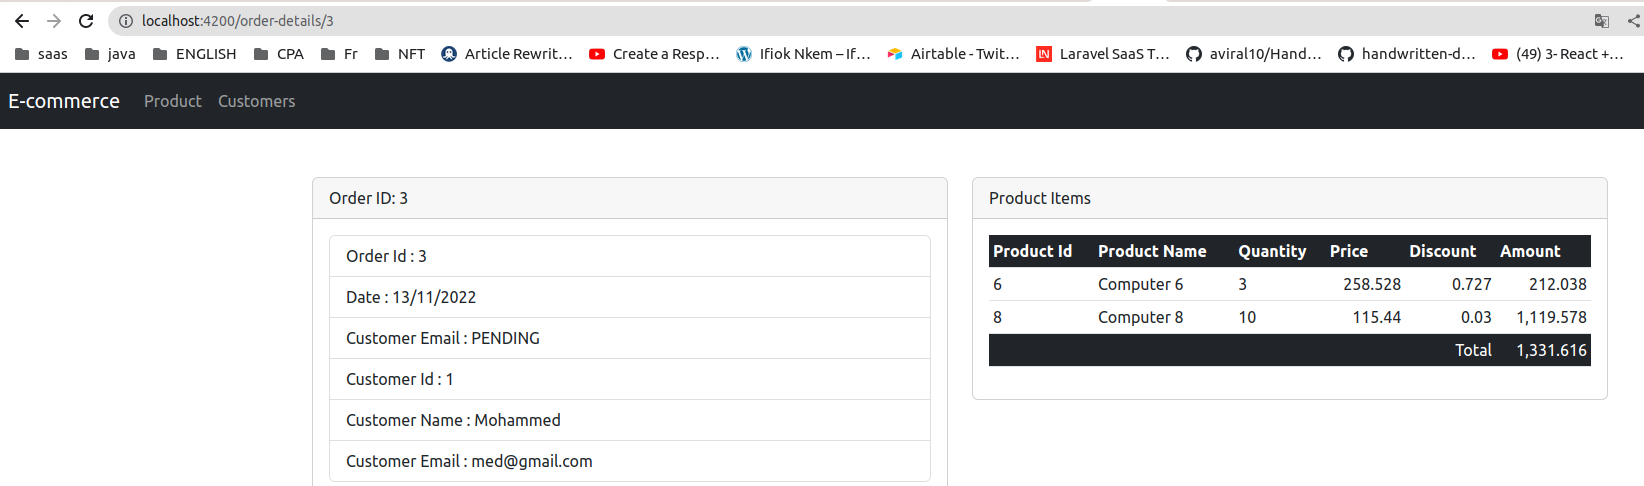 localhost:4200/order-details/3
saas java ENGLISH CPA Fr NFT Article Rewrit... Create a Resp... Ifiok Nkem – If... Airtable - Twit... LN Laravel SaaS T... aviral10/Hand... handwritten-d... (49) 3- React +...
E-commerce Product Customers
Order ID: 3
Order Id : 3
Date : 13/11/2022
Customer Email : PENDING
Customer Id : 1
Customer Name : Mohammed
Customer Email : med@gmail.com
Product Items
Product Id Product Name Quantity Price Discount Amount
6 Computer 6 3 258.528 0.727 212.038
8 Computer 8 10 115.44 0.03 1,119.578
Total 1,331.616